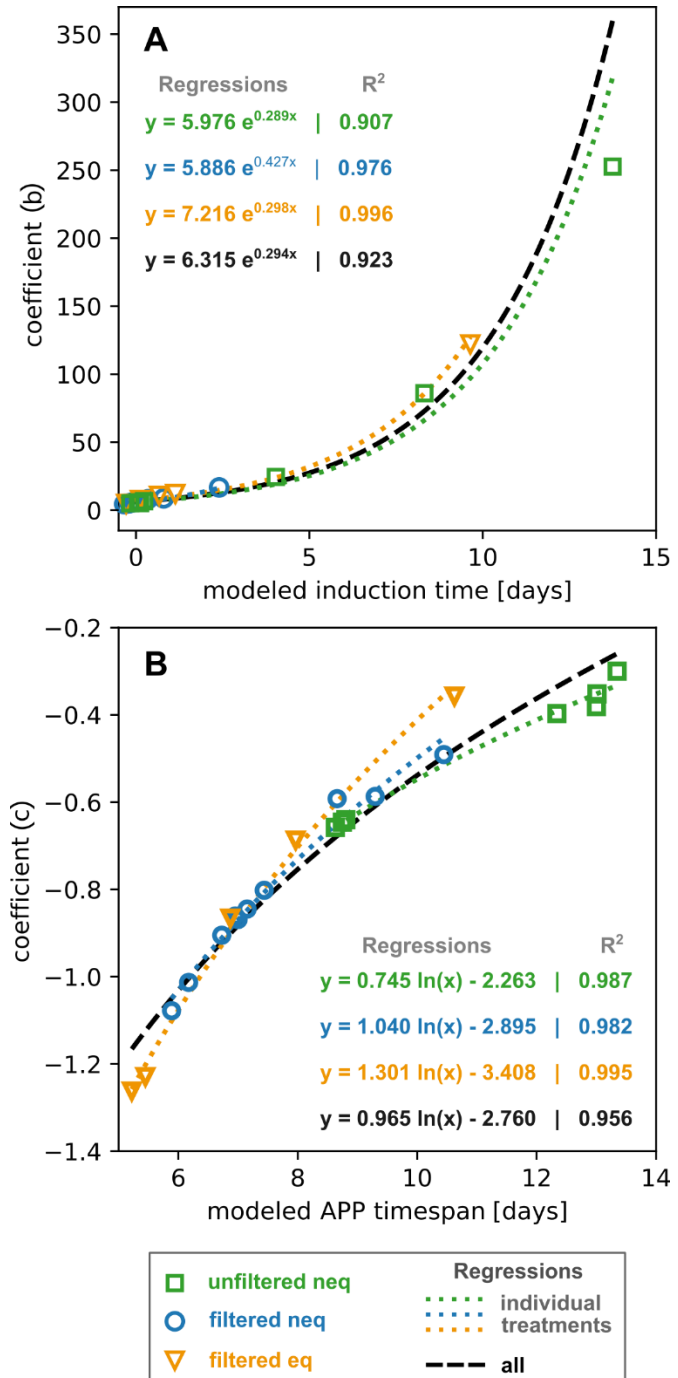 A
Regressions R²
y = 5.976 e^0.289x | 0.907
y = 5.886 e^0.427x | 0.976
y = 7.216 e^0.298x | 0.996
y = 6.315 e^0.294x | 0.923
coefficient (b)
350
300
250
200
150
100
50
0
0 5 10 15
modeled induction time [days]
B
coefficient (c)
−0.2
−0.4
−0.6
−0.8
−1.0
−1.2
−1.4
Regressions R²
y = 0.745 ln(x) - 2.263 | 0.987
y = 1.040 ln(x) - 2.895 | 0.982
y = 1.301 ln(x) - 3.408 | 0.995
y = 0.965 ln(x) - 2.760 | 0.956
6 8 10 12 14
modeled APP timespan [days]
unfiltered neq
filtered neq
filtered eq
Regressions
individual
treatments
all